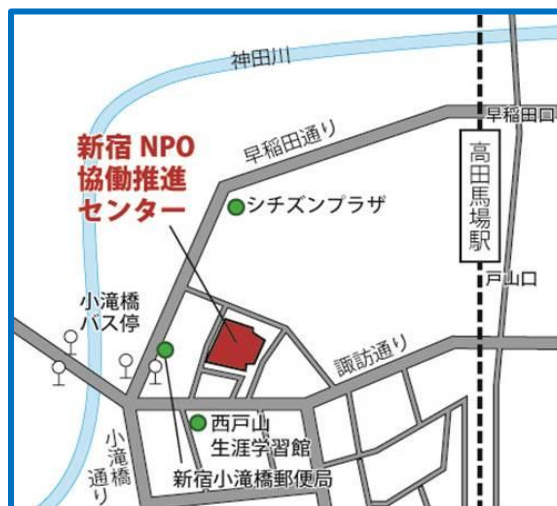 神田川
早稲田通り
早稲田口
新宿 NPO
協働推進
センター
高田馬場駅
シチズンプラザ
戸山口
小滝橋
バス停
諏訪通り
西戸山
生涯学習館
小滝橋
通り
新宿小滝橋郵便局